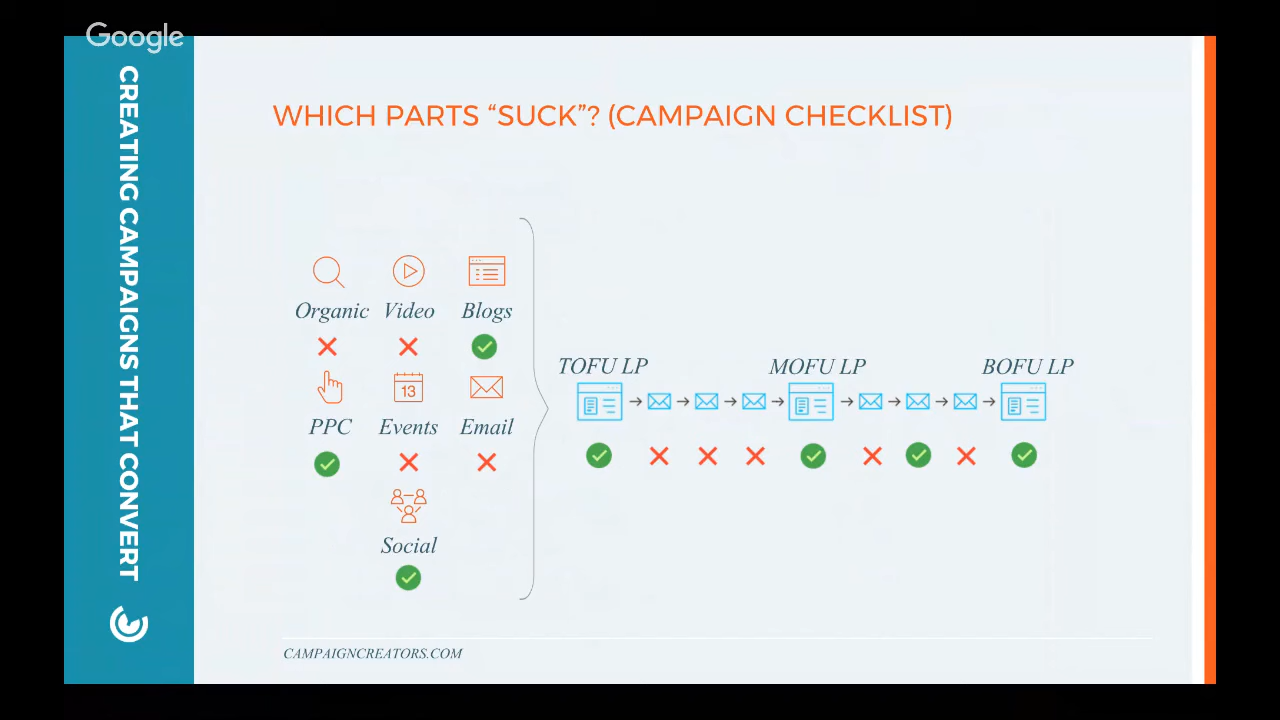 Google
CREATING CAMPAIGNS THAT CONVERT
WHICH PARTS “SUCK”? (CAMPAIGN CHECKLIST)
Organic Video Blogs
13
PPC Events Email
Social
TOFU LP MOFU LP BOFU LP
CAMPAIGNCREATORS.COM